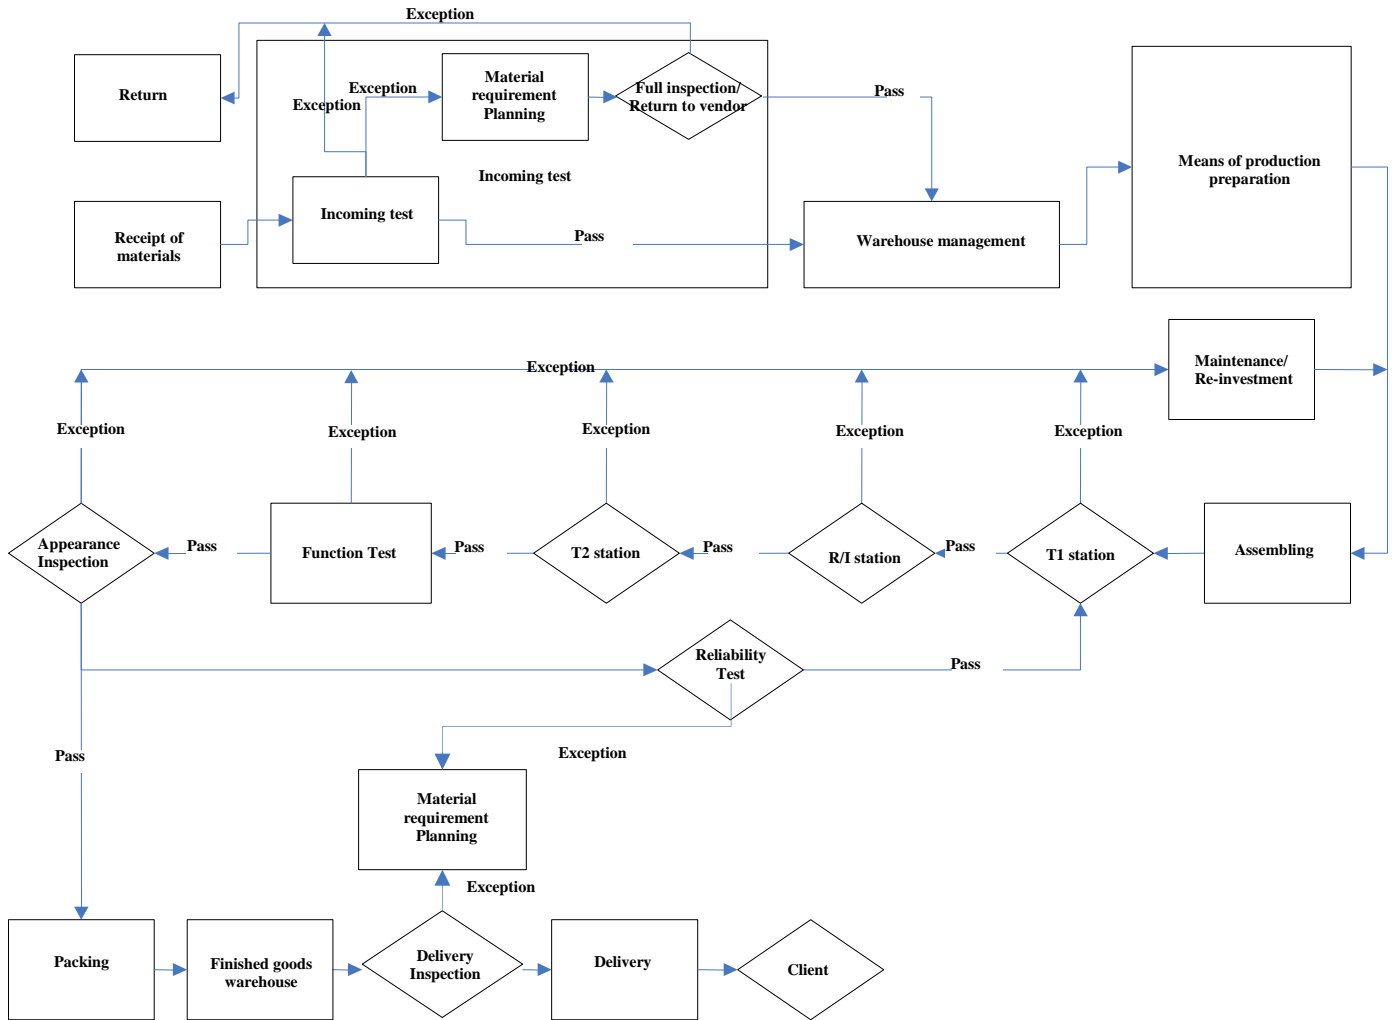 Exception
Return
Exception
Exception
Material
requirement
Planning
Full inspection/
Return to vendor
Pass
Means of production
preparation
Incoming test
Incoming test
Receipt of
materials
Pass
Warehouse management
Maintenance/
Re-investment
Exception
Exception
Exception
Exception
Exception
Exception
Appearance
Inspection
Pass
Function Test
Pass
T2 station
Pass
R/I station
Pass
T1 station
Assembling
Reliability
Test
Pass
Pass
Exception
Material
requirement
Planning
Exception
Packing
Finished goods
warehouse
Delivery
Inspection
Delivery
Client